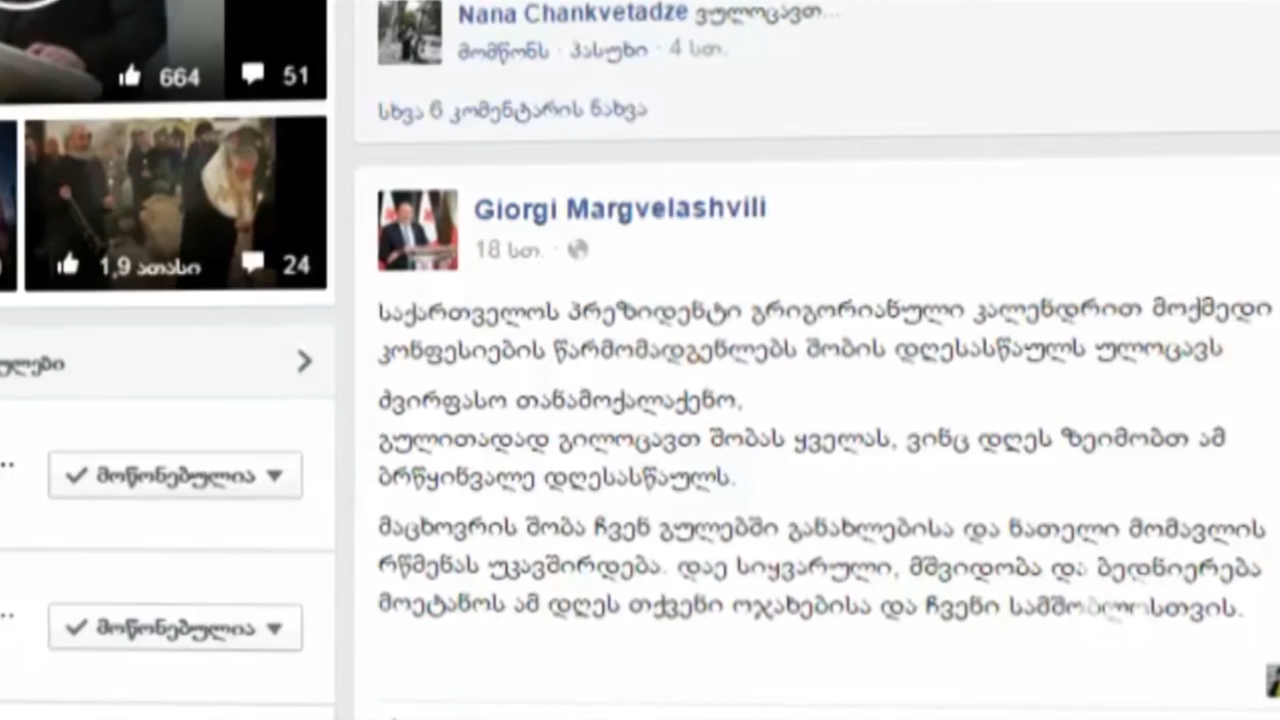 664 51
1,9 ათასი 24
ულები
მოწონებულია
მოწონებულია
Nana Chankvetadze ვულოცავთ...
მომწონს · პასუხი · 4 სთ.
სხვა 6 კომენტარის ნახვა
Giorgi Margvelashvili
18 სთ. ·
საქართველოს პრეზიდენტი გრიგორიანული კალენდრით მოქმედი
კონფესიების წარმომადგენლებს შობის დღესასწაულს ულოცავს
ძვირფასო თანამოქალაქენო,
გულითადად გილოცავთ შობას ყველას, ვინც დღეს ზეიმობთ ამ
ბრწყინვალე დღესასწაულს.
მაცხოვრის შობა ჩვენ გულებში განახლებისა და ნათელი მომავლის
რწმენას უკავშირდება. დაე სიყვარული, მშვიდობა და ბედნიერება
მოეტანოს ამ დღეს თქვენი ოჯახებისა და ჩვენი სამშობლოსთვის.